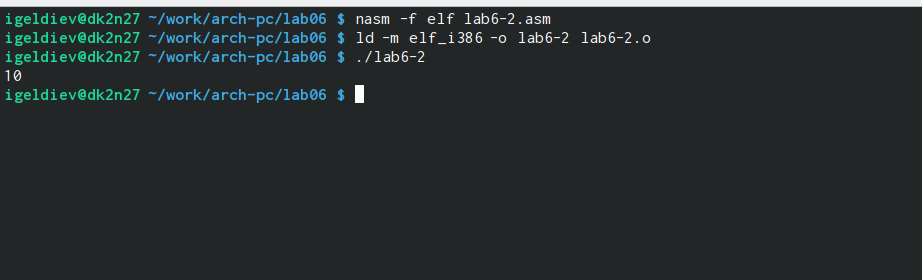 igeldiev@dk2n27 ~/work/arch-pc/lab06 $ nasm -f elf lab6-2.asm
igeldiev@dk2n27 ~/work/arch-pc/lab06 $ ld -m elf_i386 -o lab6-2 lab6-2.o
igeldiev@dk2n27 ~/work/arch-pc/lab06 $ ./lab6-2
10
igeldiev@dk2n27 ~/work/arch-pc/lab06 $